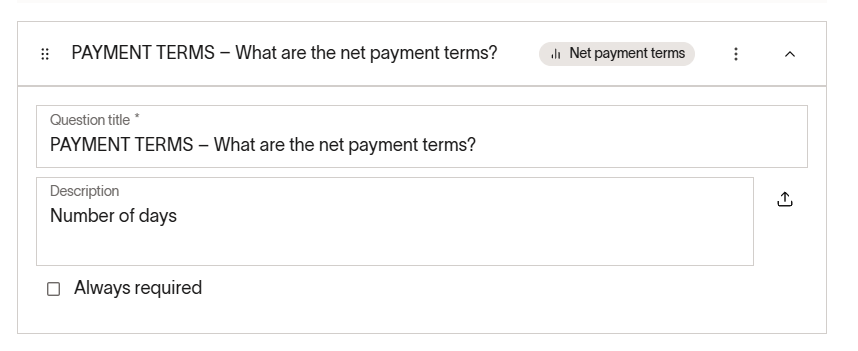 PAYMENT TERMS – What are the net payment terms?
Net payment terms
Question title *
PAYMENT TERMS – What are the net payment terms?
Description
Number of days
Always required